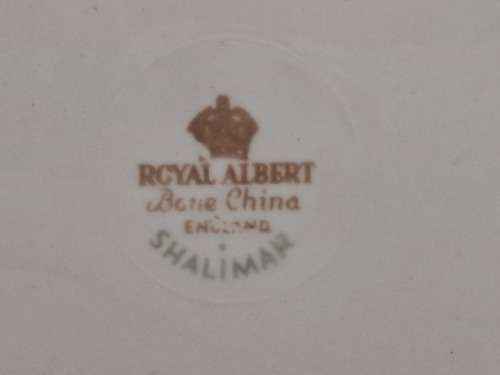 ROYAL ALBERT
Bone China
ENGLAND
SHALIMAR